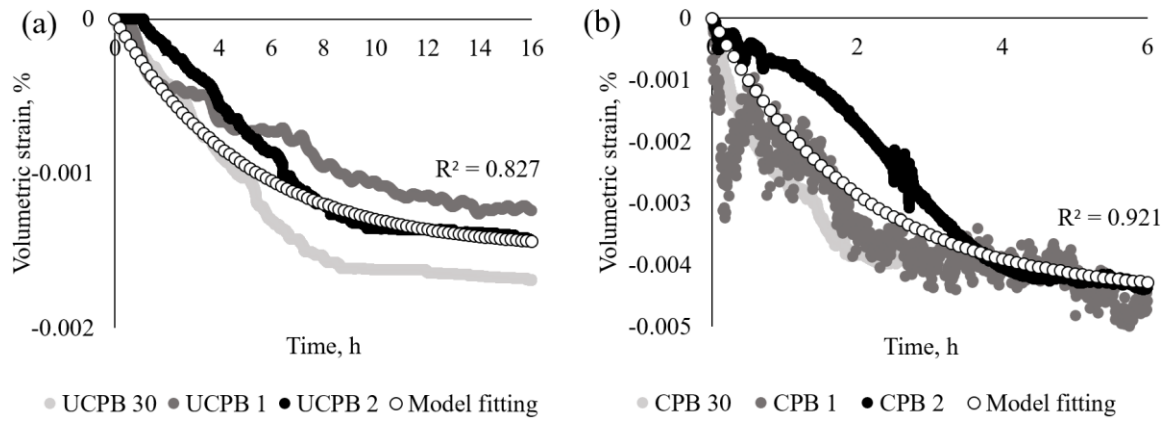 (a)
0
0 4 6 8 10 12 14 16
-0.001
-0.002
Volumetric strain, %
R² = 0.827
Time, h
UCPB 30 UCPB 1 UCPB 2 Model fitting
(b)
0
0 2 4 6
-0.001
-0.002
-0.003
-0.004
-0.005
Volumetric strain, %
R² = 0.921
Time, h
CPB 30 CPB 1 CPB 2 Model fitting